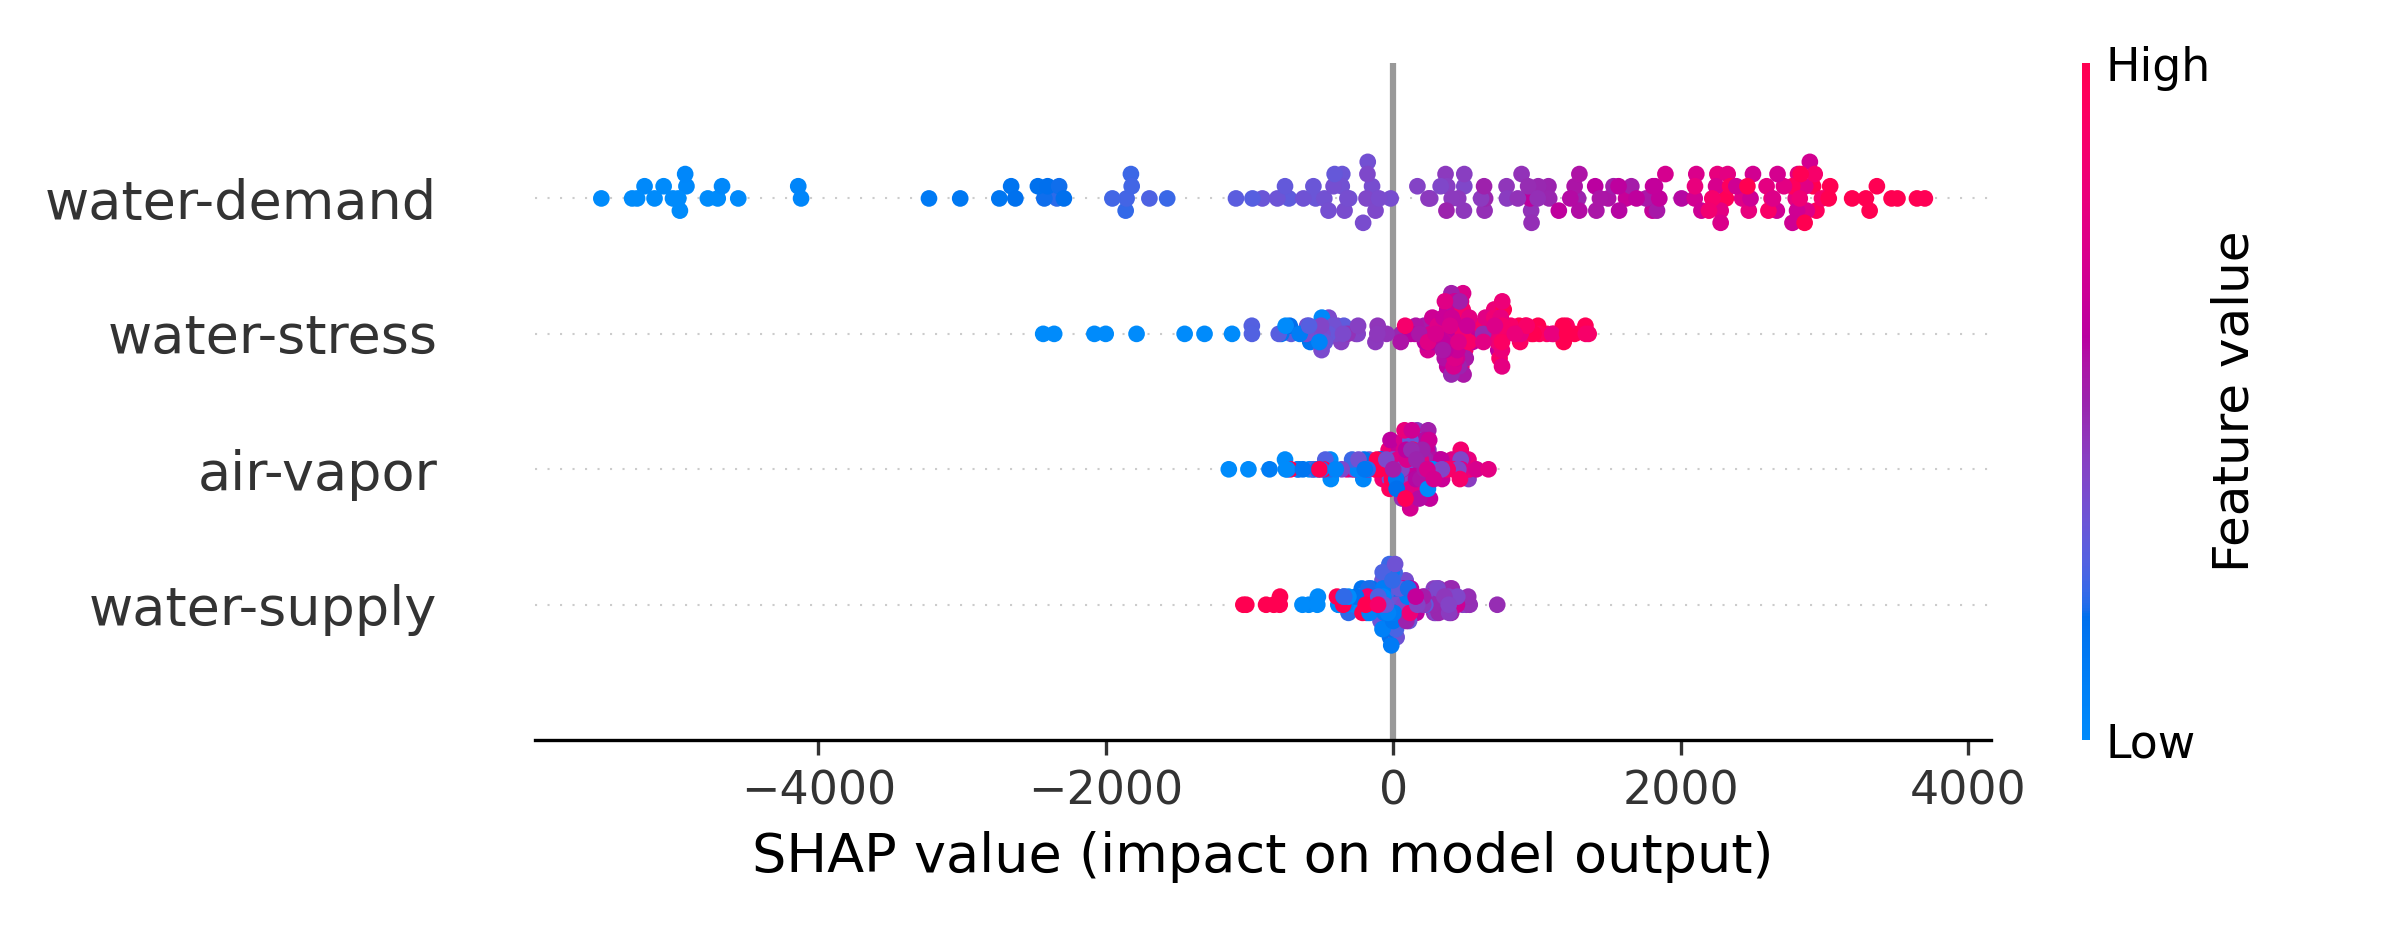 High
water-demand
water-stress
air-vapor
water-supply
Feature value
Low
−4000
−2000
0
2000
4000
SHAP value (impact on model output)